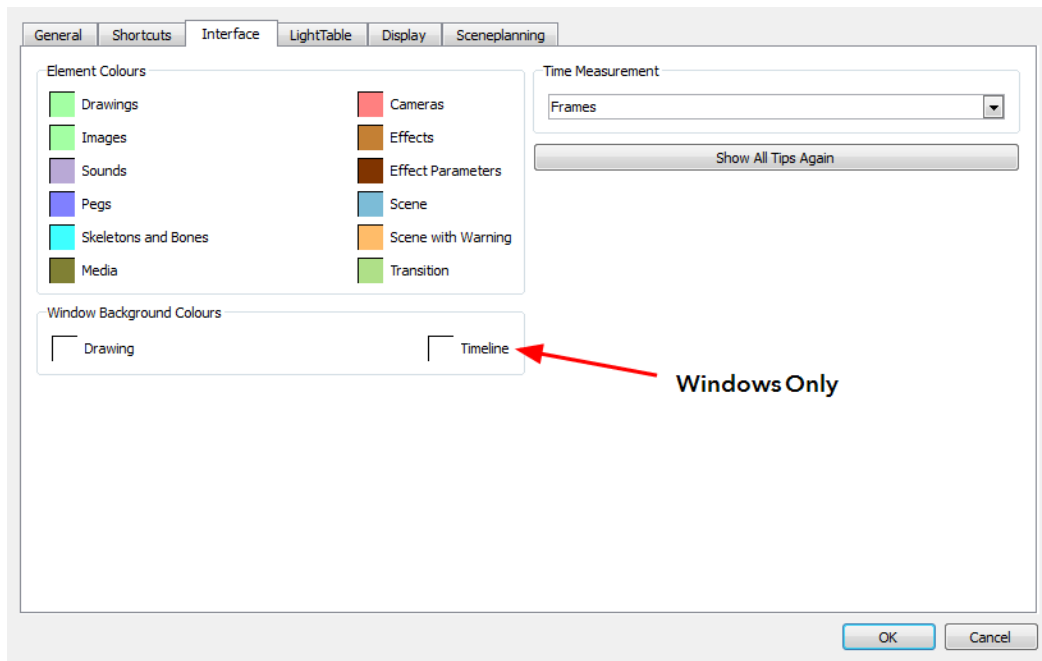 General Shortcuts Interface LightTable Display Sceneplanning
Element Colours
Drawings
Images
Sounds
Pegs
Skeletons and Bones
Media
Cameras
Effects
Effect Parameters
Scene
Scene with Warning
Transition
Time Measurement
Frames
Show All Tips Again
Window Background Colours
Drawing
Timeline
Windows Only
OK
Cancel